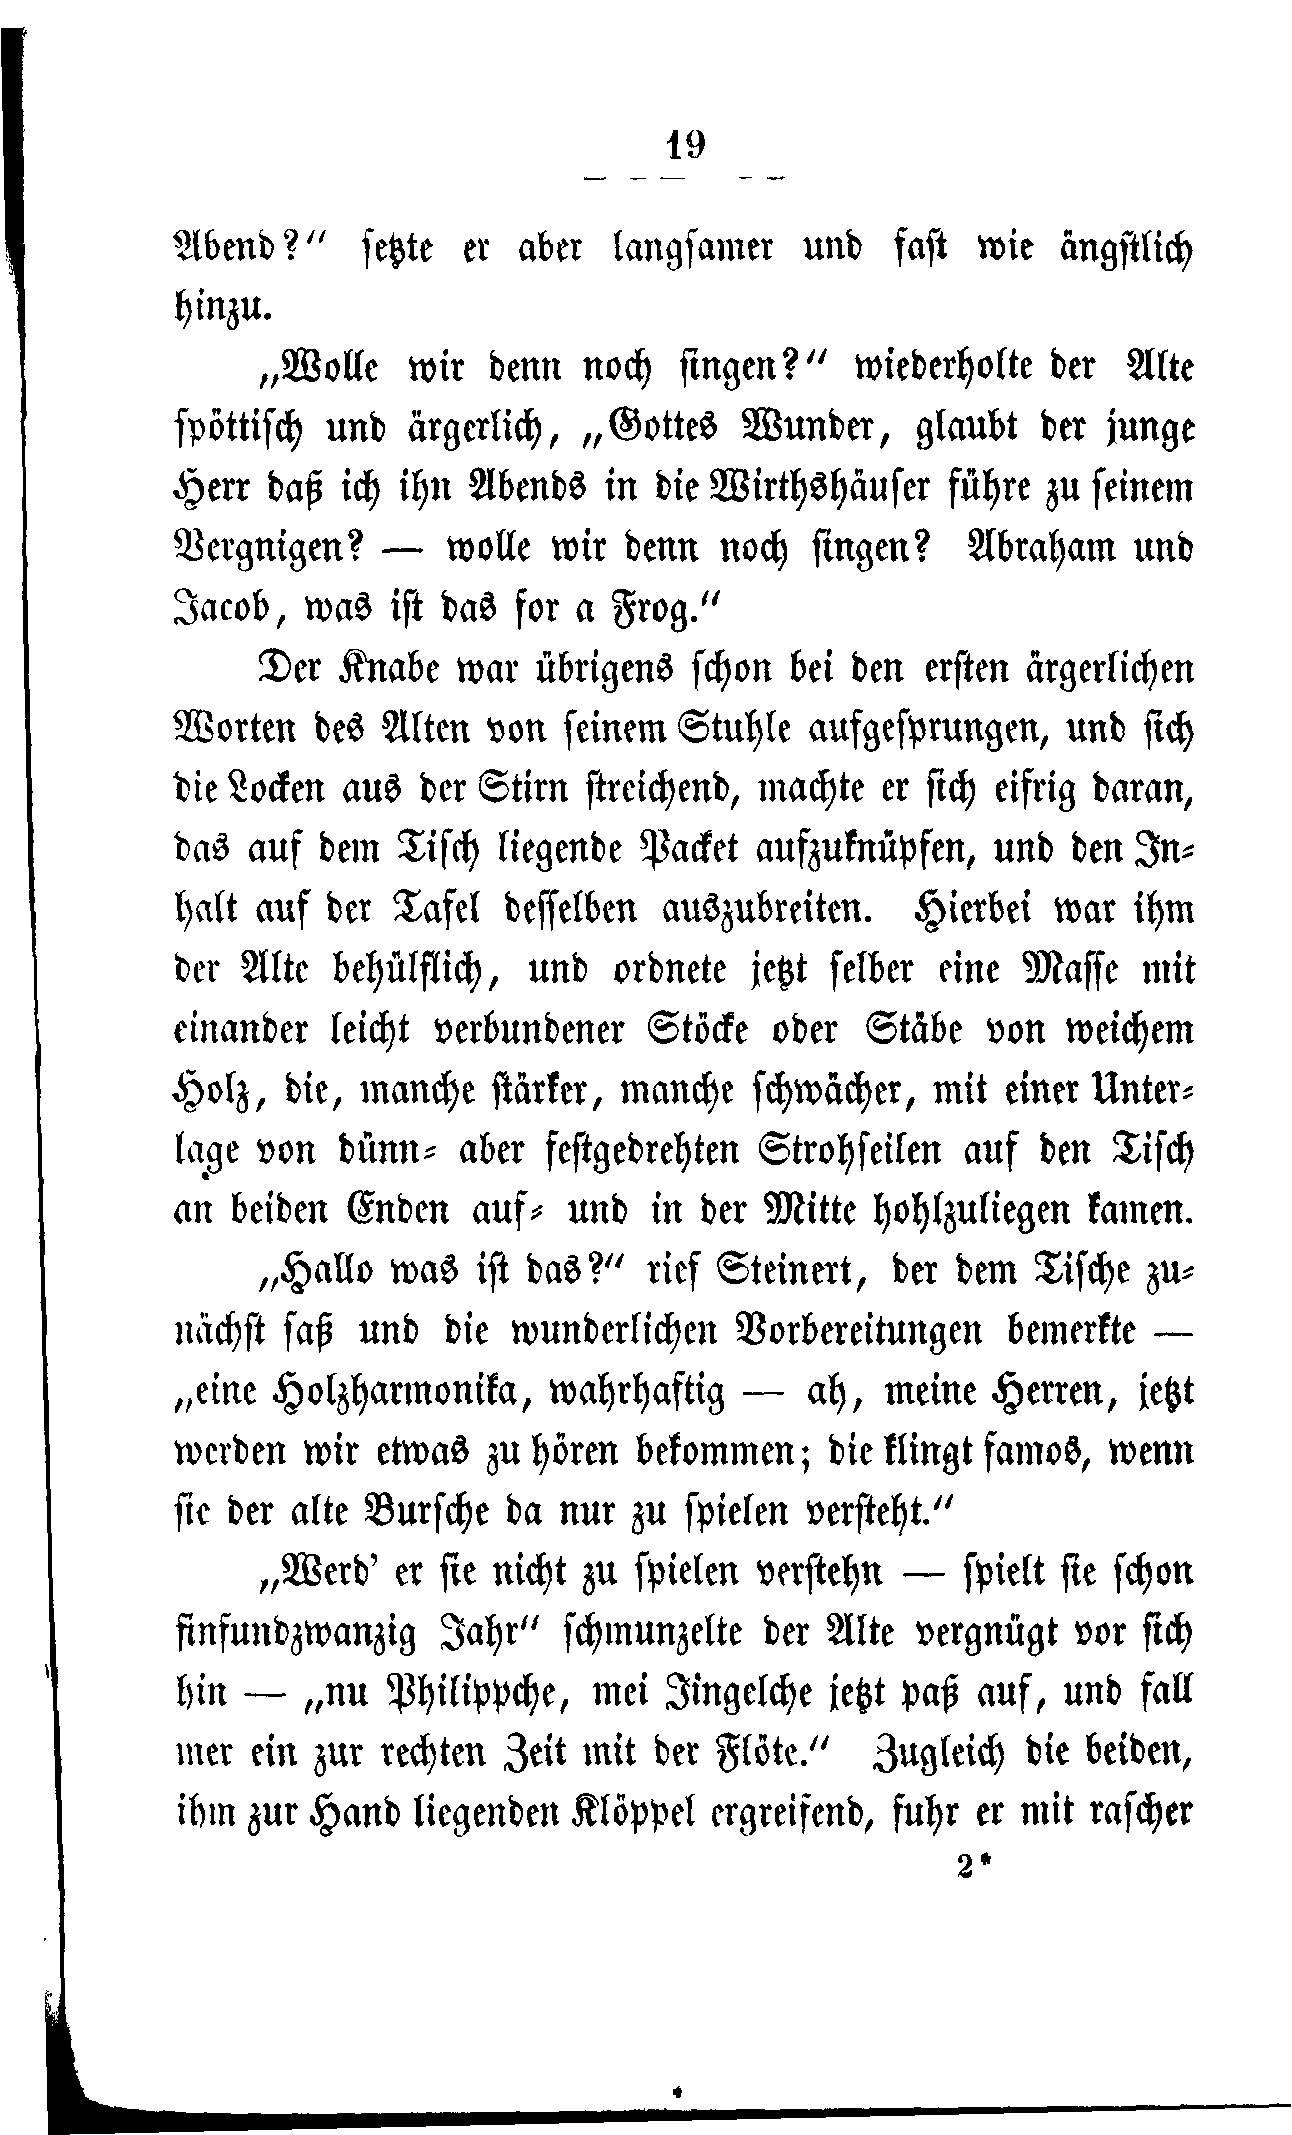 19
Abend?“ setzte er aber langsamer und fast wie ängstlich
hinzu.
„Wolle wir denn noch singen?“ wiederholte der Alte
spöttisch und ärgerlich, „Gottes Wunder, glaubt der junge
Herr daß ich ihn Abends in die Wirthshäuser führe zu seinem
Vergnigen? — wolle wir denn noch singen? Abraham und
Jacob, was ist das for a Frog.“
Der Knabe war übrigens schon bei den ersten ärgerlichen
Worten des Alten von seinem Stuhle aufgesprungen, und sich
die Locken aus der Stirn streichend, machte er sich eifrig daran,
das auf dem Tisch liegende Packet aufzuknüpfen, und den In-
halt auf der Tafel desselben auszubreiten. Hierbei war ihm
der Alte behülflich, und ordnete jetzt selber eine Masse mit
einander leicht verbundener Stöcke oder Stäbe von weichem
Holz, die, manche stärker, manche schwächer, mit einer Unter-
lage von dünn- aber festgedrehten Strohseilen auf den Tisch
an beiden Enden auf- und in der Mitte hohlzuliegen kamen.
„Hallo was ist das?“ rief Steinert, der dem Tische zu-
nächst saß und die wunderlichen Vorbereitungen bemerkte —
„eine Holzharmonika, wahrhaftig — ah, meine Herren, jetzt
werden wir etwas zu hören bekommen; die klingt famos, wenn
sie der alte Bursche da nur zu spielen versteht.“
„Werd’ er sie nicht zu spielen verstehn — spielt sie schon
finfundzwanzig Jahr“ schmunzelte der Alte vergnügt vor sich
hin — „nu Philippche, mei Jingelche jetzt paß auf, und fall
mer ein zur rechten Zeit mit der Flöte.“ Zugleich die beiden,
ihm zur Hand liegenden Klöppel ergreifend, fuhr er mit rascher
2*